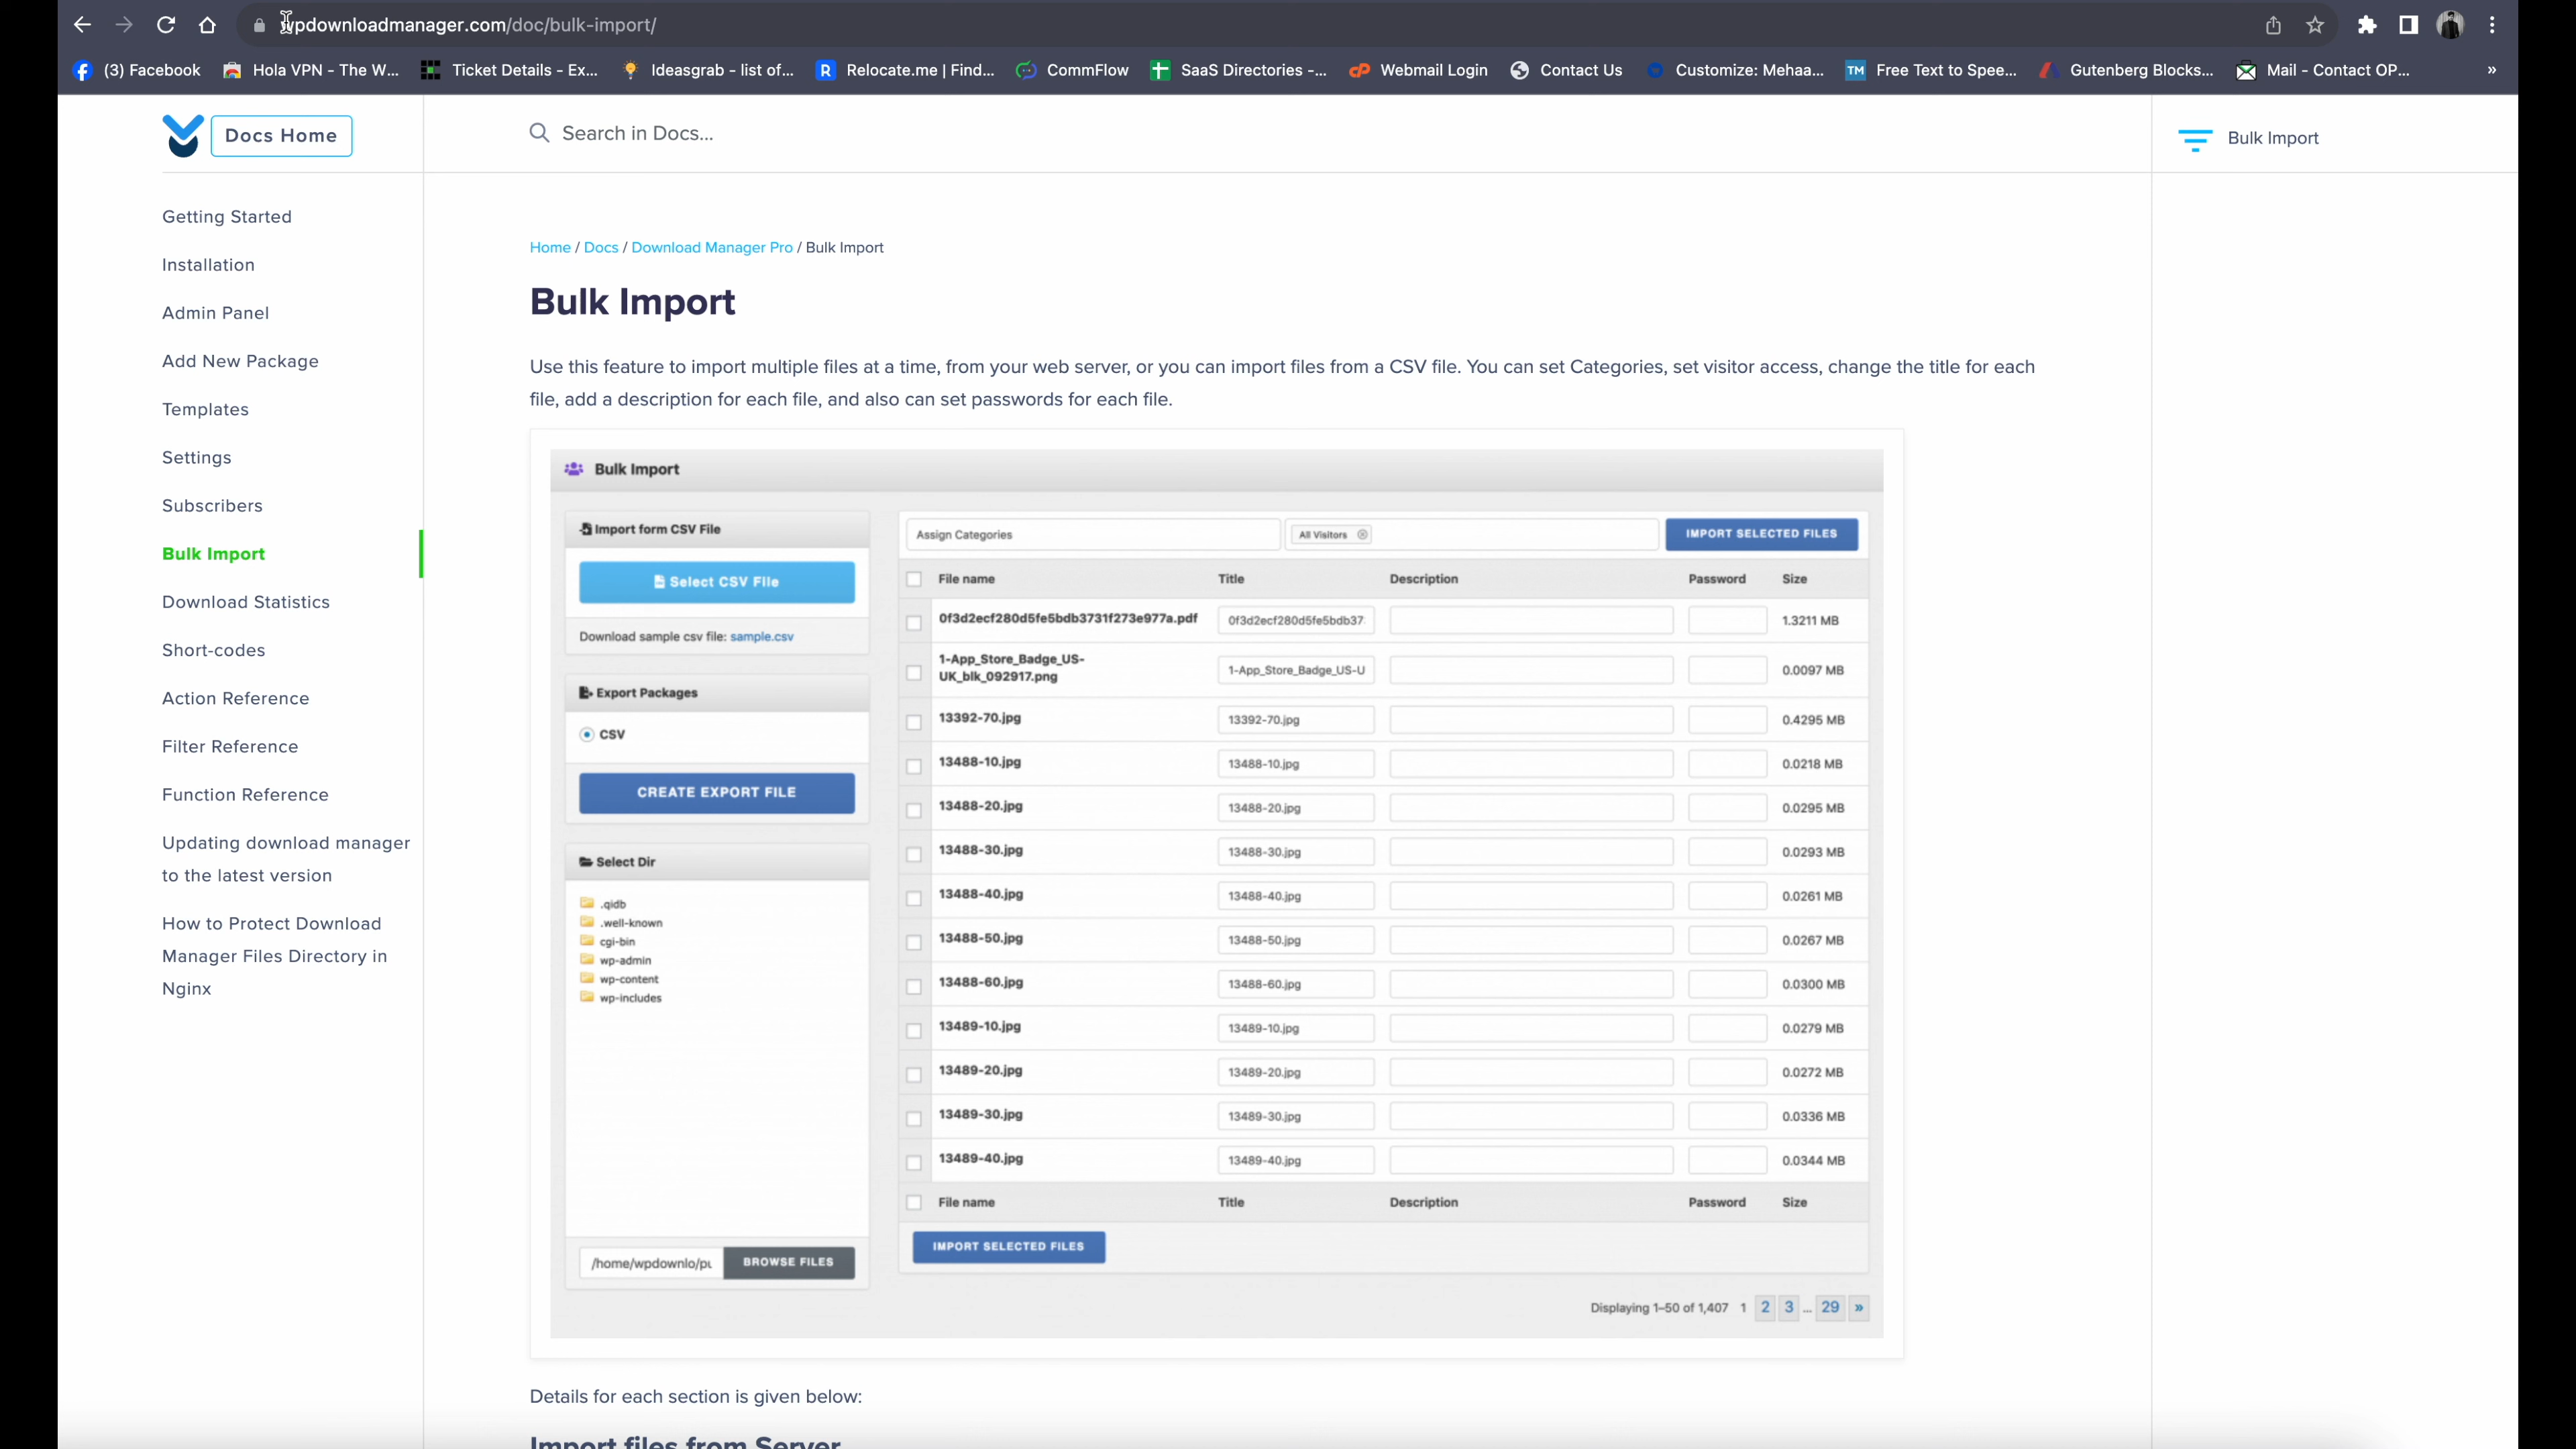 wpdownloadmanager.com/doc/bulk-import/
(3) Facebook
Hola VPN - The W...
Ticket Details - Ex...
Ideasgrab - list of...
Relocate.me | Find...
CommFlow
SaaS Directories -...
Webmail Login
Contact Us
Customize: Mehaa...
TM
Free Text to Spee...
Gutenberg Blocks...
Mail - Contact OP...
»
Docs Home
Search in Docs...
Bulk Import
Getting Started
Installation
Admin Panel
Add New Package
Templates
Settings
Subscribers
Bulk Import
Download Statistics
Short-codes
Action Reference
Filter Reference
Function Reference
Updating download manager
to the latest version
How to Protect Download
Manager Files Directory in
Nginx
Home / Docs / Download Manager Pro / Bulk Import
Bulk Import
Use this feature to import multiple files at a time, from your web server, or you can import files from a CSV file. You can set Categories, set visitor access, change the title for each
file, add a description for each file, and also can set passwords for each file.
Bulk Import
Import form CSV File
Select CSV File
Download sample csv file: sample.csv
Export Packages
CSV
CREATE EXPORT FILE
Select Dir
.qidb
.well-known
cgi-bin
wp-admin
wp-content
wp-includes
/home/wpdownlo/pu
BROWSE FILES
Assign Categories
All Visitors
IMPORT SELECTED FILES
File name Title Description Password Size
0f3d2ecf280d5fe5bdb3731f273e977a.pdf 0f3d2ecf280d5fe5bdb37 1.3211 MB
1-App_Store_Badge_US-
UK_blk_092917.png 1-App_Store_Badge_US-U 0.0097 MB
13392-70.jpg 13392-70.jpg 0.4295 MB
13488-10.jpg 13488-10.jpg 0.0218 MB
13488-20.jpg 13488-20.jpg 0.0295 MB
13488-30.jpg 13488-30.jpg 0.0293 MB
13488-40.jpg 13488-40.jpg 0.0261 MB
13488-50.jpg 13488-50.jpg 0.0267 MB
13488-60.jpg 13488-60.jpg 0.0300 MB
13489-10.jpg 13489-10.jpg 0.0279 MB
13489-20.jpg 13489-20.jpg 0.0272 MB
13489-30.jpg 13489-30.jpg 0.0336 MB
13489-40.jpg 13489-40.jpg 0.0344 MB
File name Title Description Password Size
IMPORT SELECTED FILES
Displaying 1–50 of 1,407 1 2 3 ... 29 »
Details for each section is given below:
Import files from Server